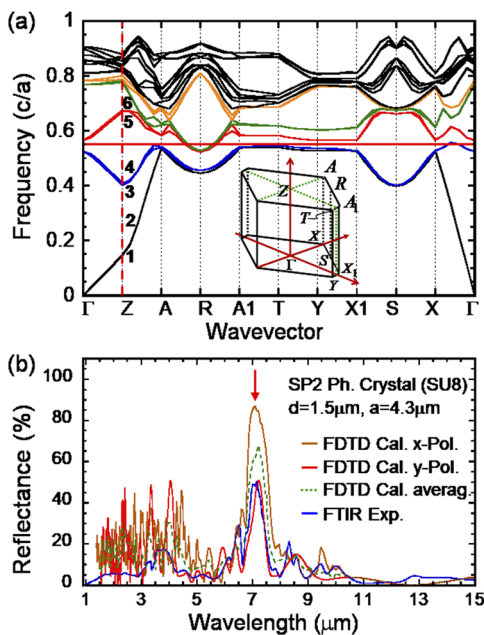 (a)
1
0.8
0.6
0.4
0.2
0
Frequency (c/a)
6
5
4
3
2
1
A
Z
R
A1
T
X
S
X1
Γ
Y
Γ Z A R A1 T Y X1 S X Γ
Wavevector
(b)
100
80
60
40
20
0
Reflectance (%)
SP2 Ph. Crystal (SU8)
d=1.5μm, a=4.3μm
FDTD Cal. x-Pol.
FDTD Cal. y-Pol.
FDTD Cal. averag.
FTIR Exp.
1 3 5 7 9 11 13 15
Wavelength (μm)